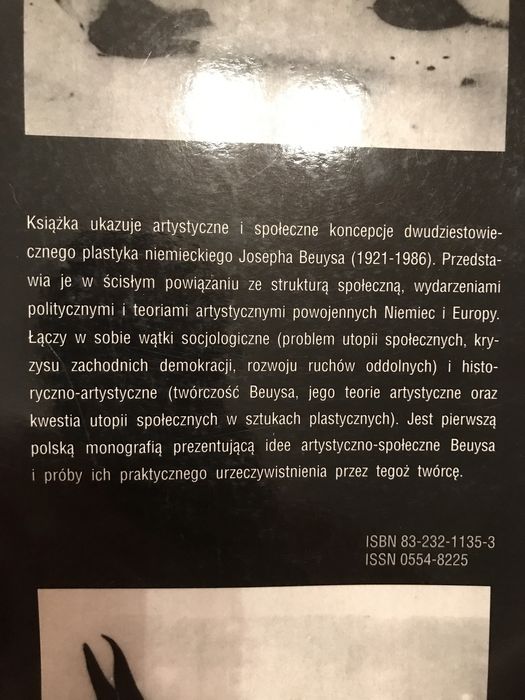 Książka ukazuje artystyczne i społeczne koncepcje dwudziestowie-
cznego plastyka niemieckiego Josepha Beuysa (1921-1986). Przedsta-
wia je w ścisłym powiązaniu ze strukturą społeczną, wydarzeniami
politycznymi i teoriami artystycznymi powojennych Niemiec i Europy.
Łączy w sobie wątki socjologiczne (problem utopii społecznych, kry-
zysu zachodnich demokracji, rozwoju ruchów oddolnych) i histo-
ryczno-artystyczne (twórczość Beuysa, jego teorie artystyczne oraz
kwestia utopii społecznych w sztukach plastycznych). Jest pierwszą
polską monografią prezentującą idee artystyczno-społeczne Beuysa
i próby ich praktycznego urzeczywistnienia przez tegoż twórcę.
ISBN 83-232-1135-3
ISSN 0554-8225